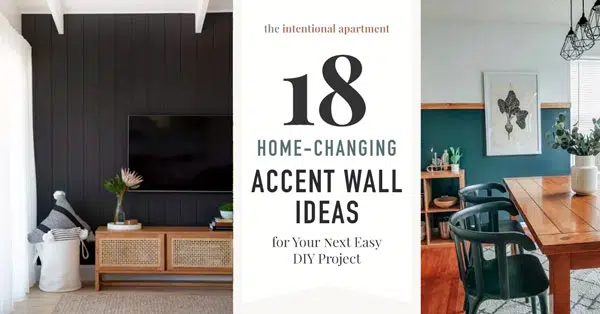 the intentional apartment
18
HOME-CHANGING
ACCENT WALL
IDEAS
for Your Next Easy
DIY Project